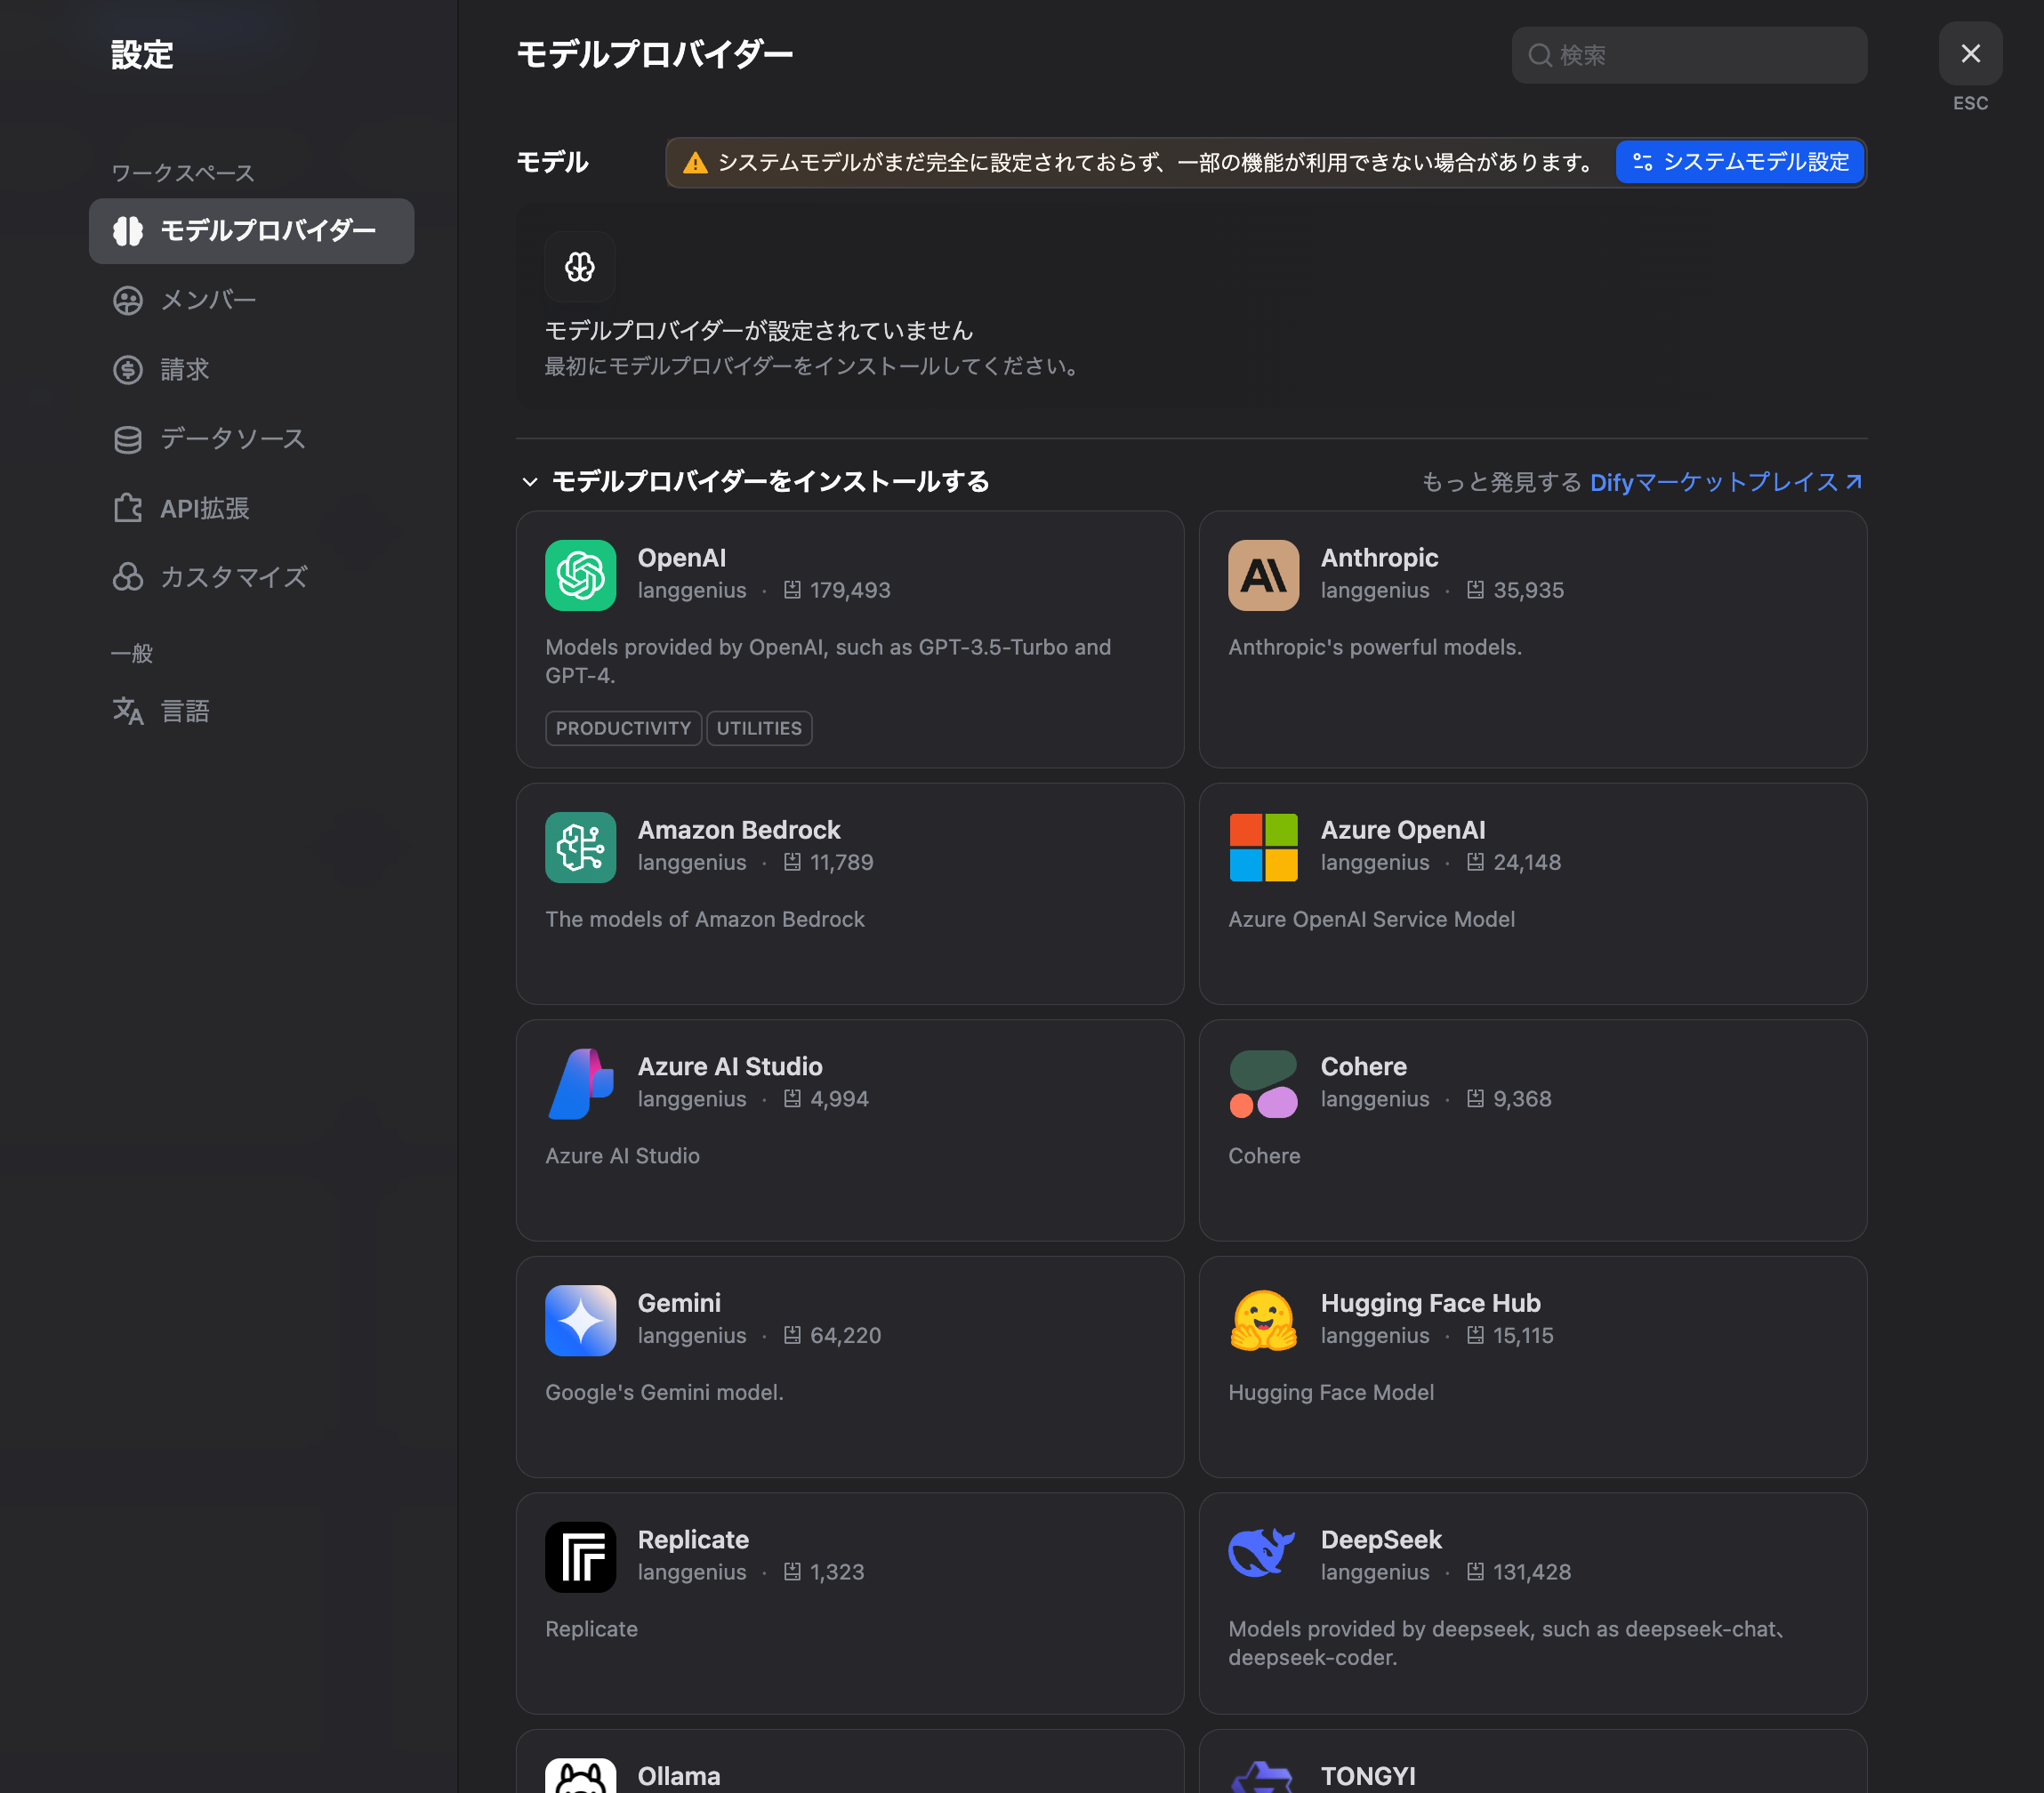 設定
ワークスペース
モデルプロバイダー
メンバー
請求
データソース
API拡張
カスタマイズ
一般
言語
モデルプロバイダー
検索
ESC
モデル
システムモデルがまだ完全に設定されておらず、一部の機能が利用できない場合があります。
システムモデル設定
モデルプロバイダーが設定されていません
最初にモデルプロバイダーをインストールしてください。
モデルプロバイダーをインストールする
もっと発見する Difyマーケットプレイス
OpenAI
langgenius · 179,493
Models provided by OpenAI, such as GPT-3.5-Turbo and
GPT-4.
PRODUCTIVITY UTILITIES
Anthropic
langgenius · 35,935
Anthropic's powerful models.
Amazon Bedrock
langgenius · 11,789
The models of Amazon Bedrock
Azure OpenAI
langgenius · 24,148
Azure OpenAI Service Model
Azure AI Studio
langgenius · 4,994
Azure AI Studio
Cohere
langgenius · 9,368
Cohere
Gemini
langgenius · 64,220
Google's Gemini model.
Hugging Face Hub
langgenius · 15,115
Hugging Face Model
Replicate
langgenius · 1,323
Replicate
DeepSeek
langgenius · 131,428
Models provided by deepseek, such as deepseek-chat、
deepseek-coder.
Ollama
TONGYI